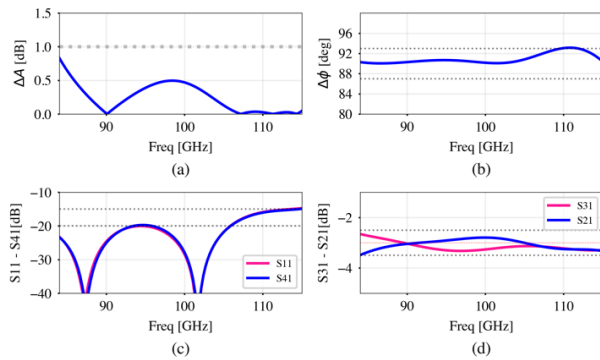 1.5
1.0
0.5
0.0
ΔA [dB]
90
100
110
Freq [GHz]
(a)
96
92
88
84
80
Δϕ [deg]
90
100
110
Freq [GHz]
(b)
−10
−20
−30
−40
S11 - S41[dB]
S11
S41
90
100
110
Freq [GHz]
(c)
−2
−4
S31 - S21[dB]
S31
S21
90
100
110
Freq [GHz]
(d)